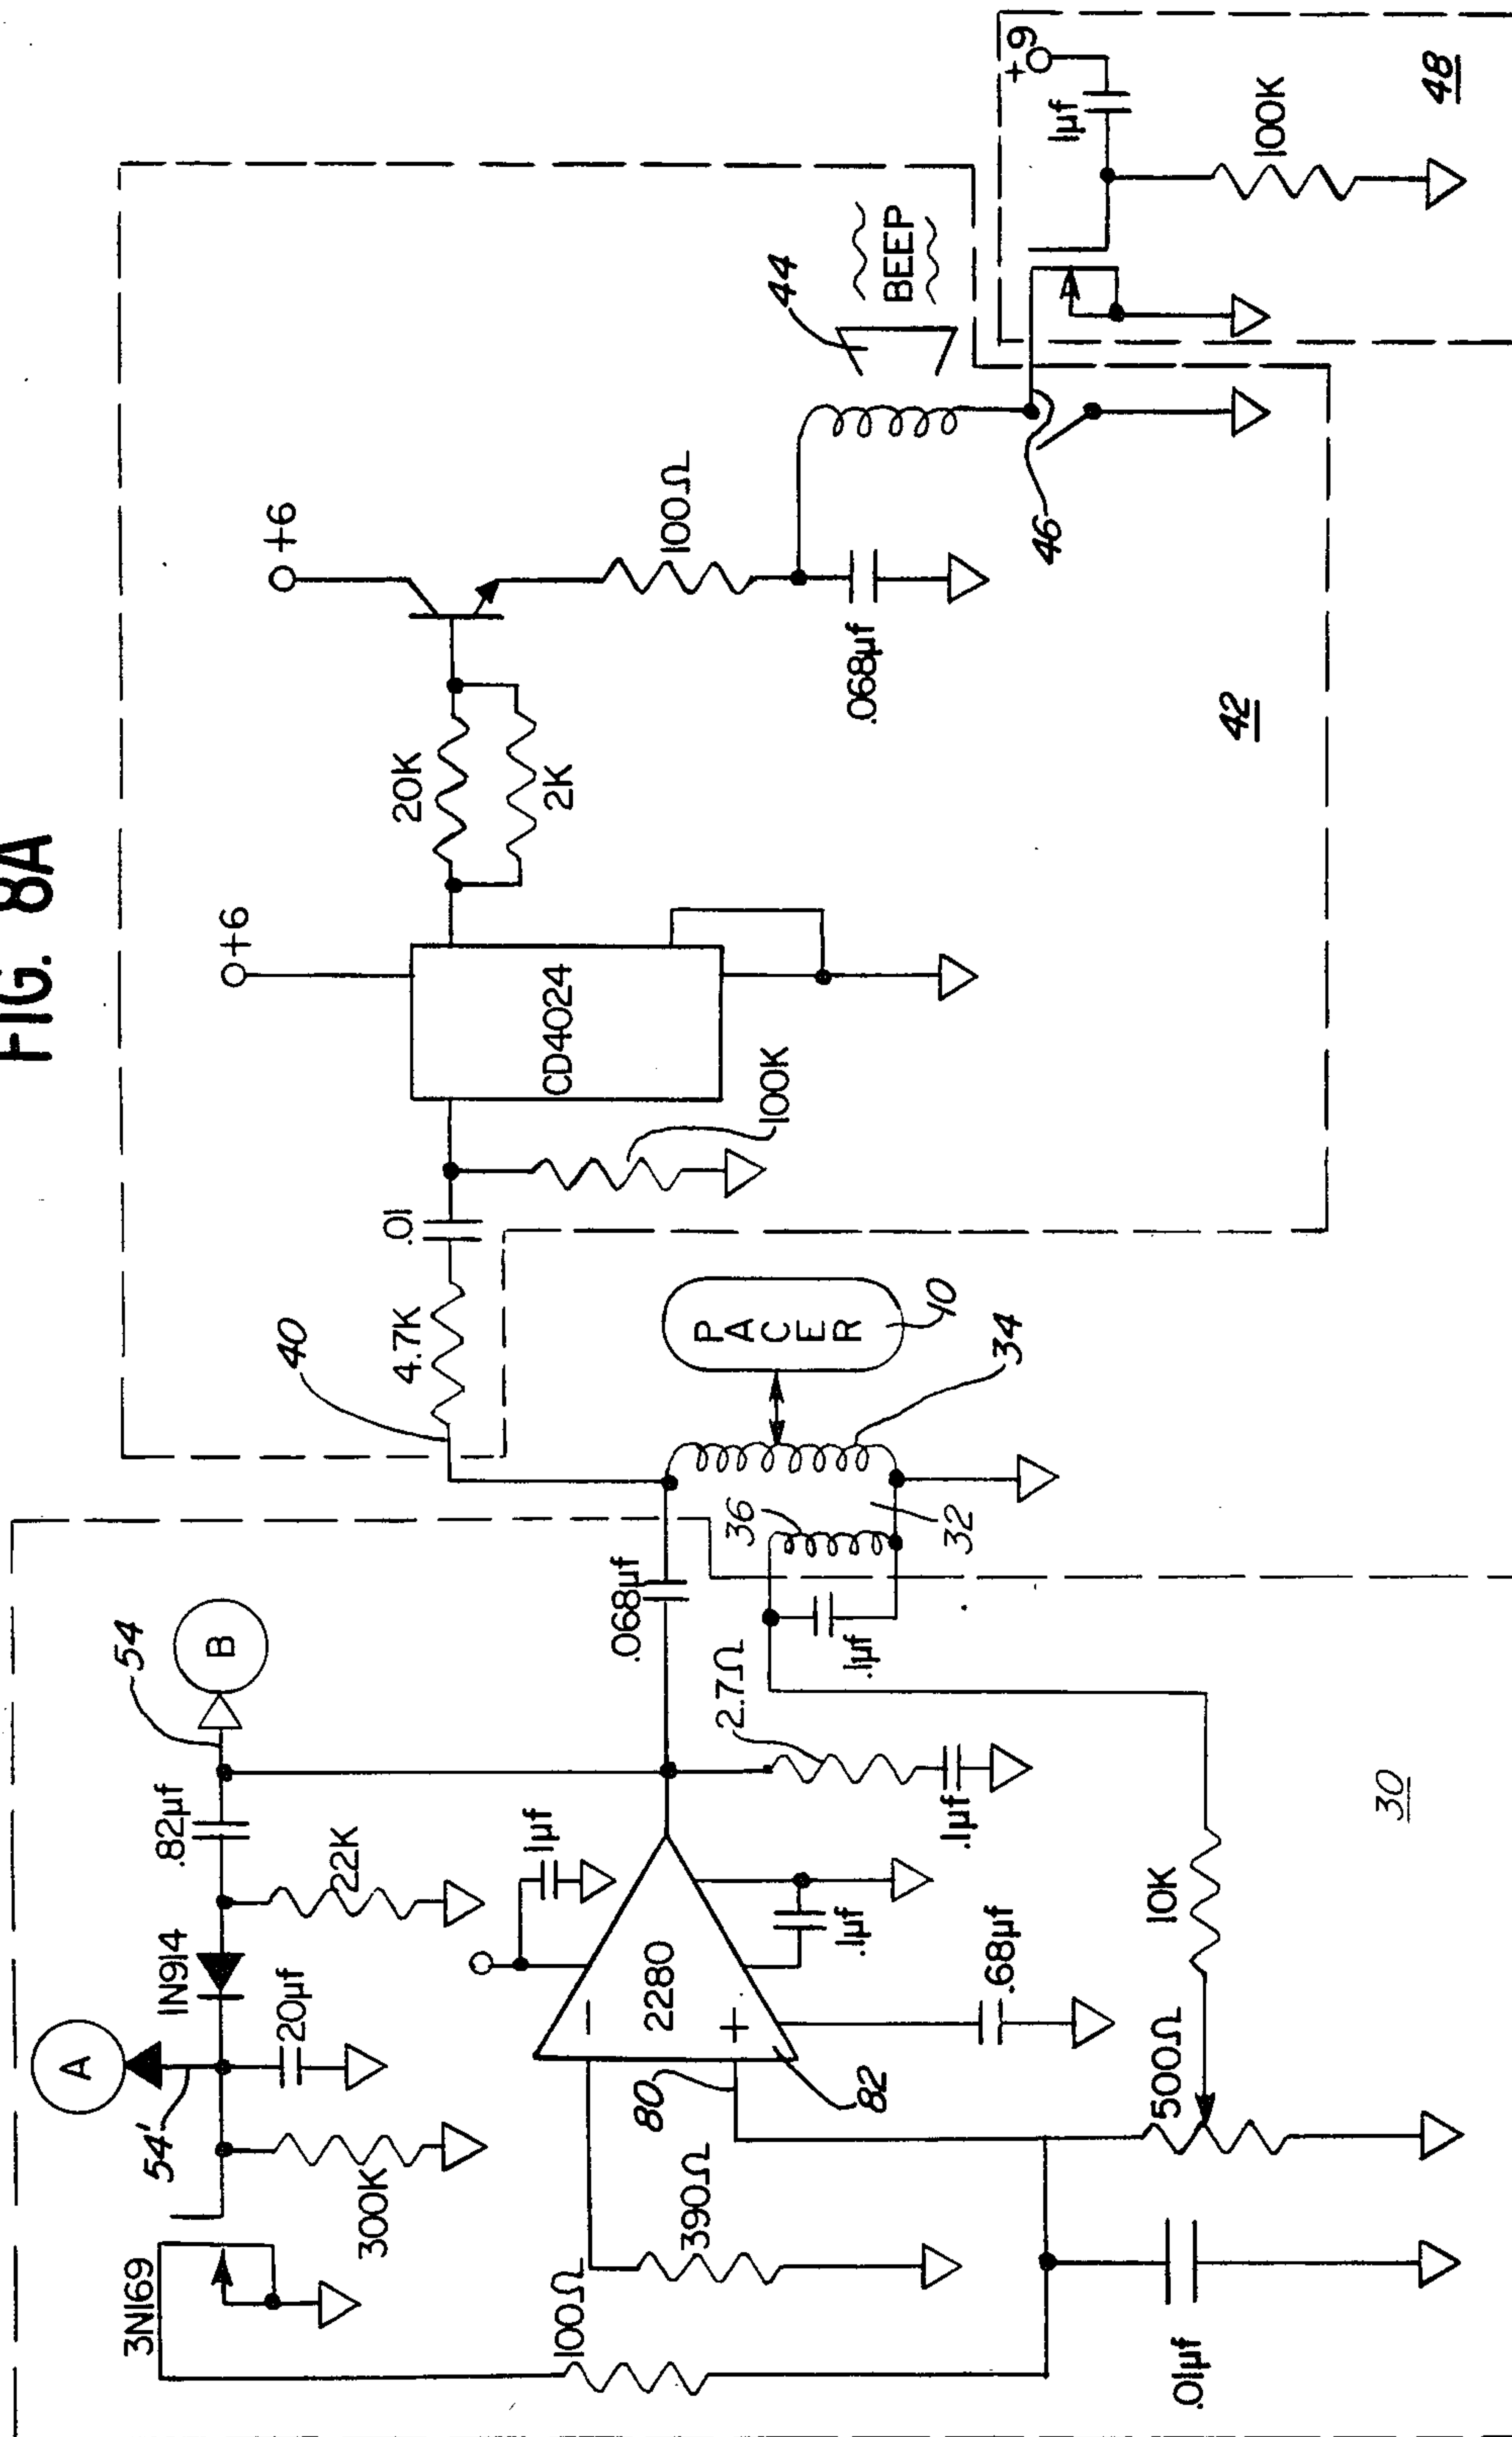 FIG. 8A
3N169
54'
A
1N914
.82µf
54
B
300K
20µf
22K
100Ω
390Ω
80
82
2280
−
+
1µf
.1µf
.68µf
2.7Ω
.1µf
.068µf
.1µf
36
32
34
.01µf
500Ω
10K
30
40
4.7K
.01
100K
PACER
10
CD4024
+6
20K
2K
+6
100Ω
.068µf
44
BEEP
46
42
+9
1µf
100K
48